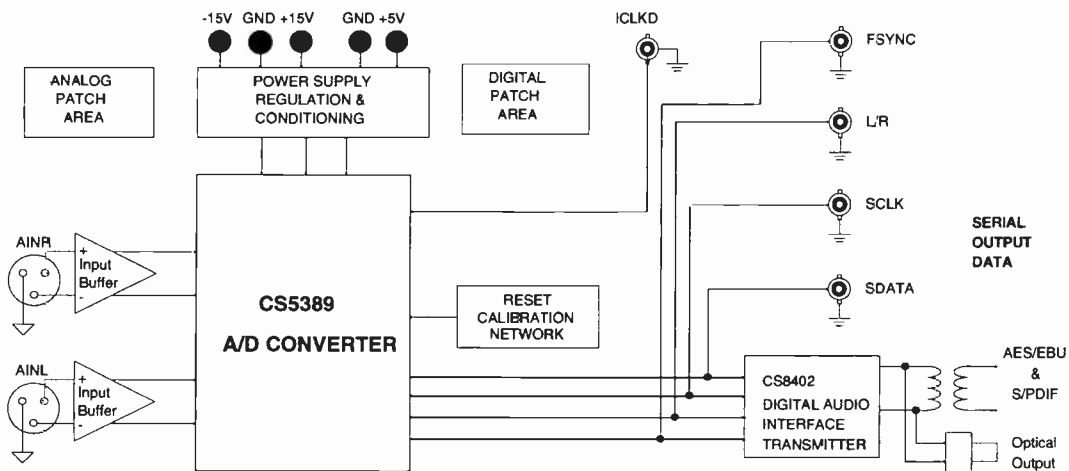 -15V GND +15V GND +5V
ICLKD
FSYNC
ANALOG
PATCH
AREA
POWER SUPPLY
REGULATION &
CONDITIONING
DIGITAL
PATCH
AREA
L/R
SCLK
SERIAL
OUTPUT
DATA
AINR
+
Input
Buffer
-
CS5389
A/D CONVERTER
RESET
CALIBRATION
NETWORK
SDATA
AINL
+
Input
Buffer
-
CS8402
DIGITAL AUDIO
INTERFACE
TRANSMITTER
AES/EBU
&
S/PDIF
Optical
Output